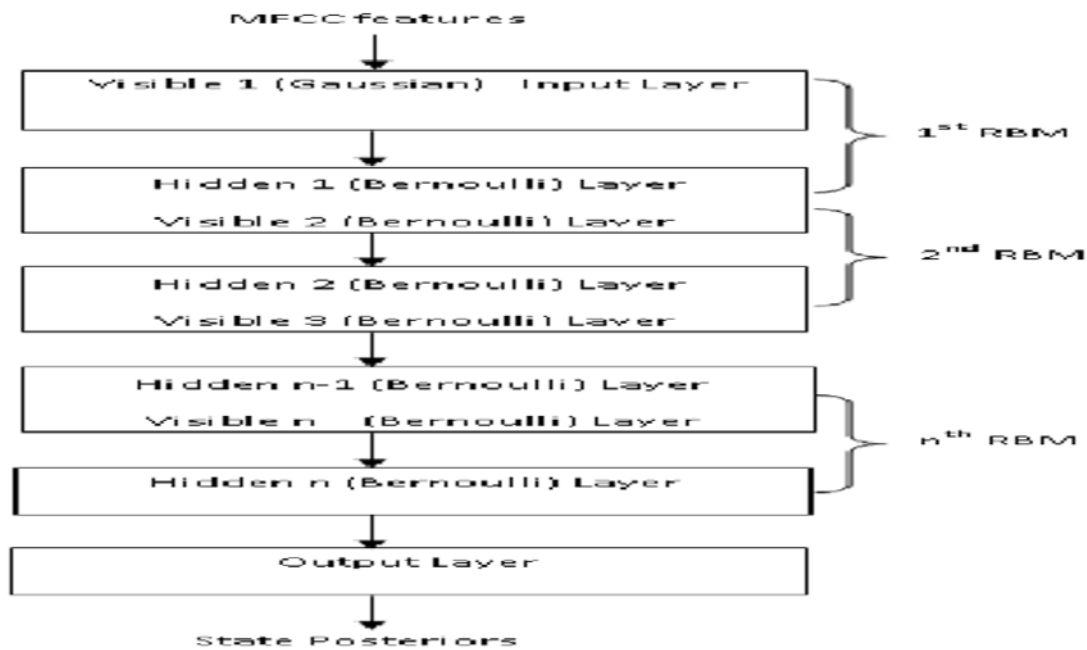 MFCC features
Visible 1 (Gaussian) Input Layer
1st RBM
Hidden 1 (Bernoulli) Layer
Visible 2 (Bernoulli) Layer
2nd RBM
Hidden 2 (Bernoulli) Layer
Visible 3 (Bernoulli) Layer
Hidden n-1 (Bernoulli) Layer
Visible n (Bernoulli) Layer
nth RBM
Hidden n (Bernoulli) Layer
Output Layer
State Posteriors